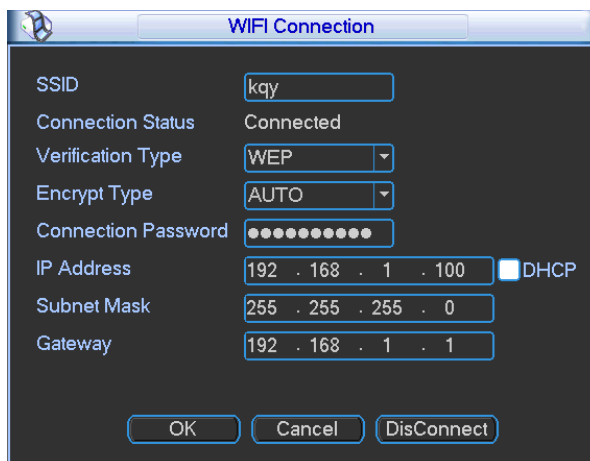 WIFI Connection
SSID kqy
Connection Status Connected
Verification Type WEP
Encrypt Type AUTO
Connection Password ●●●●●●●●●●
IP Address 192 . 168 . 1 . 100 DHCP
Subnet Mask 255 . 255 . 255 . 0
Gateway 192 . 168 . 1 . 1
OK Cancel DisConnect